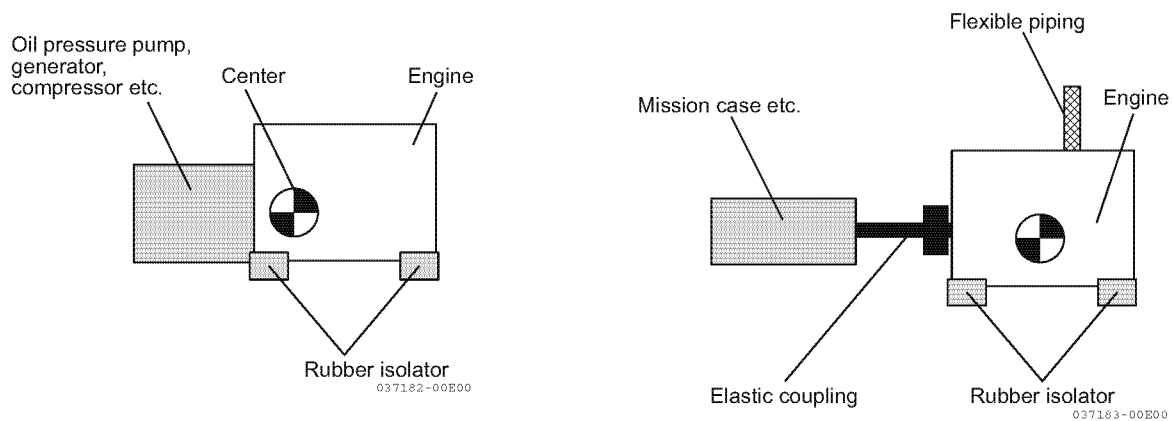 Oil pressure pump,
generator,
compressor etc.
Center
Engine
Rubber isolator
037182-00E00
Flexible piping
Mission case etc.
Engine
Elastic coupling
Rubber isolator
037183-00E00